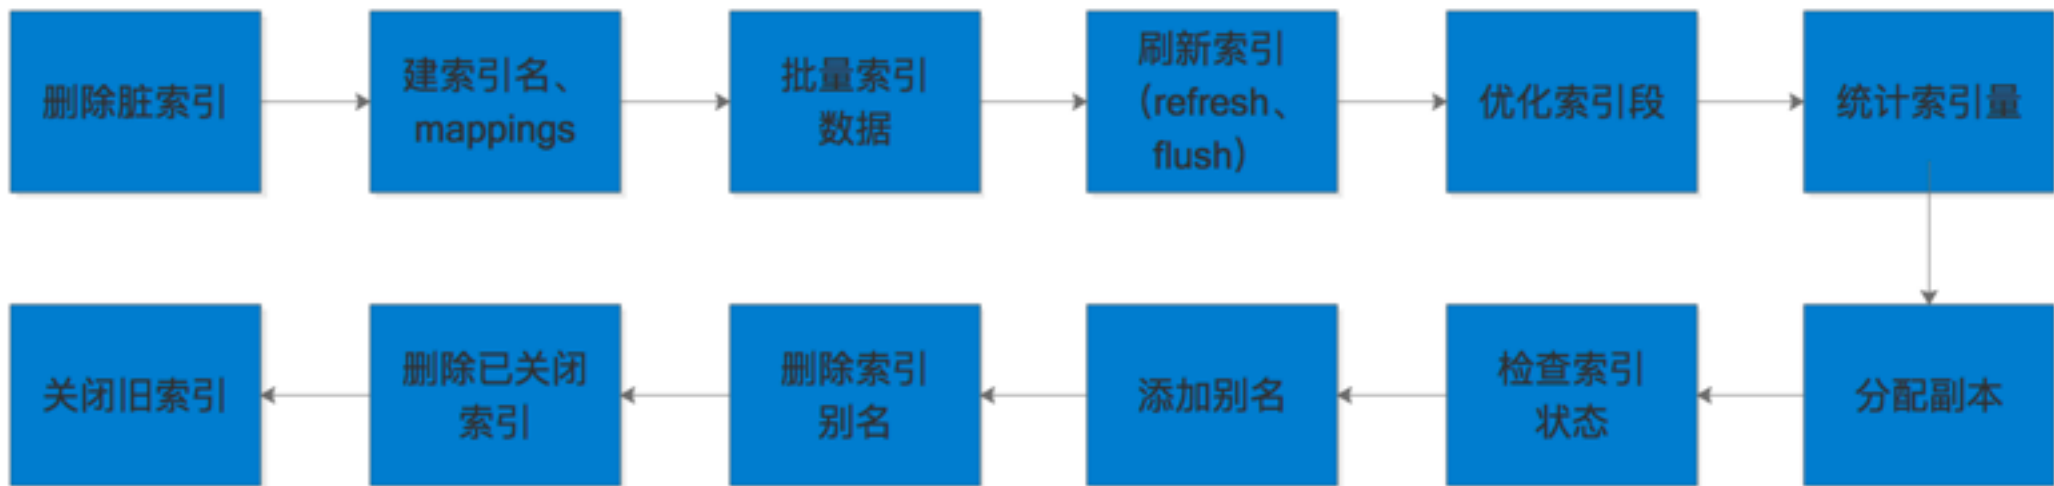 删除脏索引
建索引名、
mappings
批量索引
数据
刷新索引
（refresh、
flush）
优化索引段
统计索引量
分配副本
检查索引
状态
添加别名
删除索引
别名
删除已关闭
索引
关闭旧索引